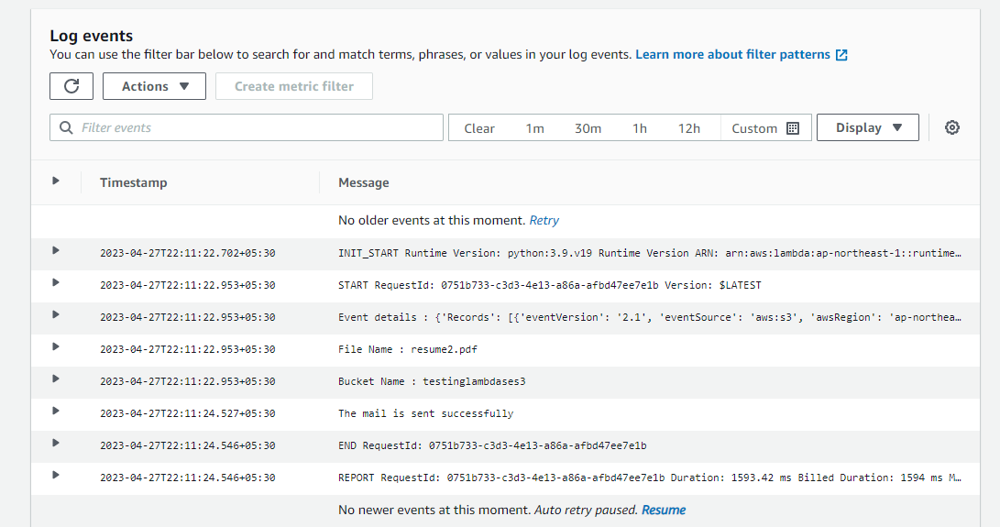 Log events
You can use the filter bar below to search for and match terms, phrases, or values in your log events. Learn more about filter patterns
Actions
Create metric filter
Filter events
Clear 1m 30m 1h 12h Custom
Display
Timestamp Message
No older events at this moment. Retry
2023-04-27T22:11:22.702+05:30 INIT_START Runtime Version: python:3.9.v19 Runtime Version ARN: arn:aws:lambda:ap-northeast-1::runtime…
2023-04-27T22:11:22.953+05:30 START RequestId: 0751b733-c3d3-4e13-a86a-afbd47ee7e1b Version: $LATEST
2023-04-27T22:11:22.953+05:30 Event details : {'Records': [{'eventVersion': '2.1', 'eventSource': 'aws:s3', 'awsRegion': 'ap-northea…
2023-04-27T22:11:22.953+05:30 File Name : resume2.pdf
2023-04-27T22:11:22.953+05:30 Bucket Name : testinglambdases3
2023-04-27T22:11:24.527+05:30 The mail is sent successfully
2023-04-27T22:11:24.546+05:30 END RequestId: 0751b733-c3d3-4e13-a86a-afbd47ee7e1b
2023-04-27T22:11:24.546+05:30 REPORT RequestId: 0751b733-c3d3-4e13-a86a-afbd47ee7e1b Duration: 1593.42 ms Billed Duration: 1594 ms M…
No newer events at this moment. Auto retry paused. Resume